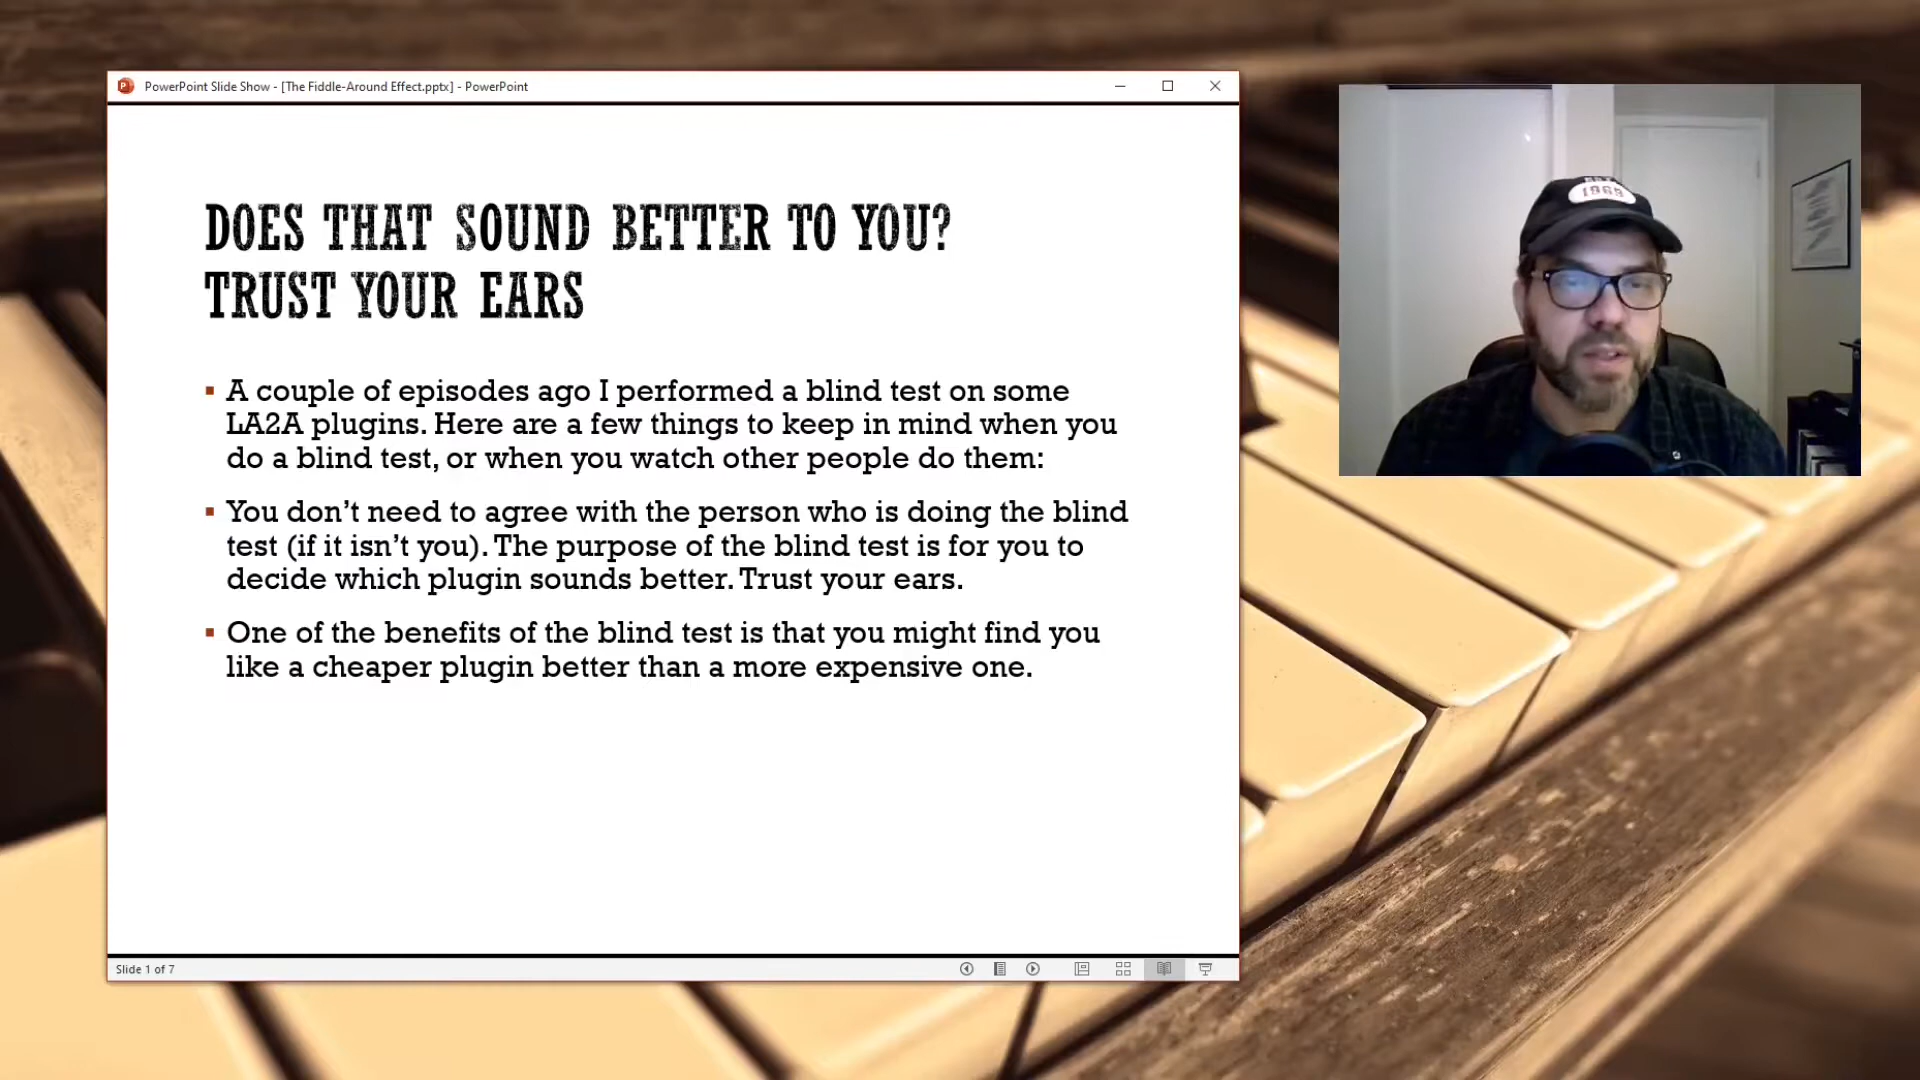 PowerPoint Slide Show - [The Fiddle-Around Effect.pptx] - PowerPoint
DOES THAT SOUND BETTER TO YOU?
TRUST YOUR EARS
▪ A couple of episodes ago I performed a blind test on some
LA2A plugins. Here are a few things to keep in mind when you
do a blind test, or when you watch other people do them:
▪ You don’t need to agree with the person who is doing the blind
test (if it isn’t you). The purpose of the blind test is for you to
decide which plugin sounds better. Trust your ears.
▪ One of the benefits of the blind test is that you might find you
like a cheaper plugin better than a more expensive one.
Slide 1 of 7
1969